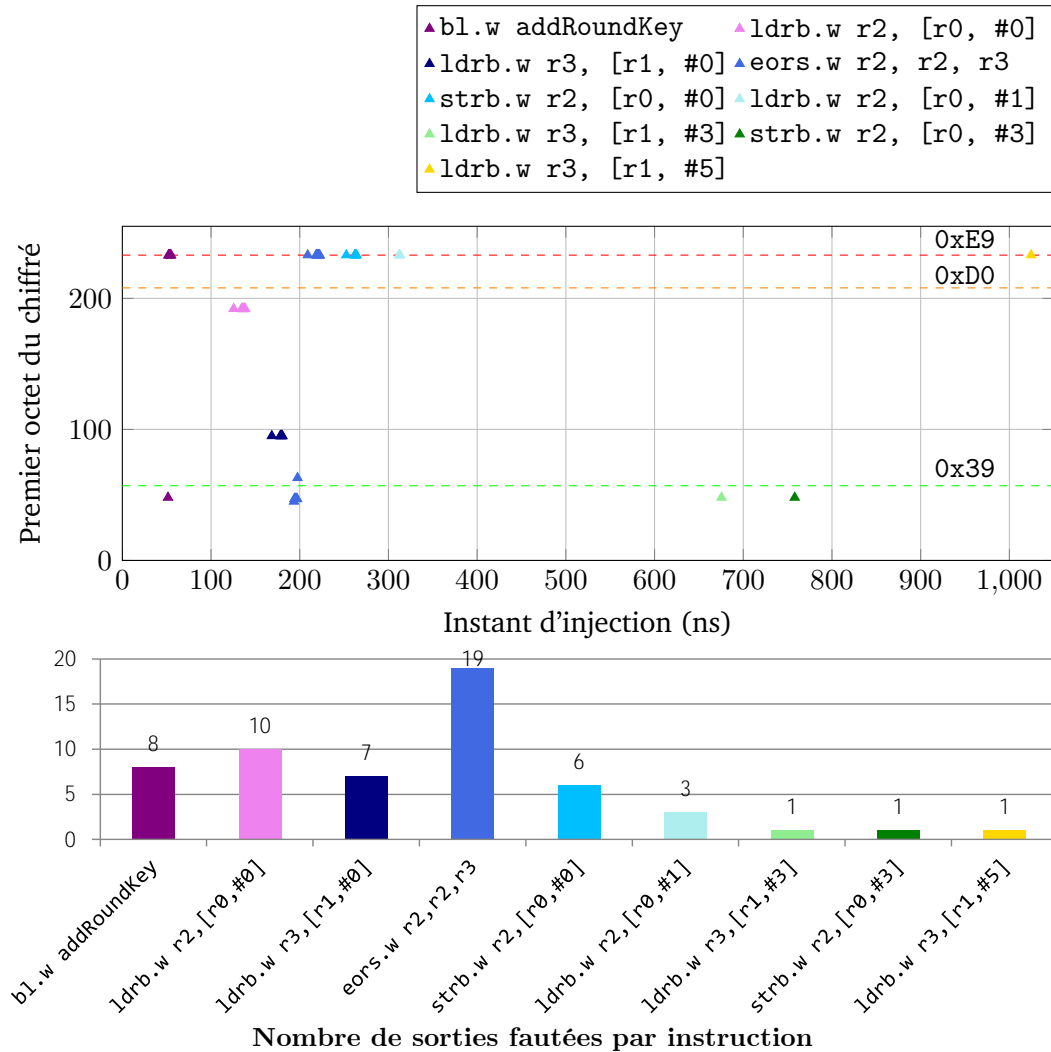 bl.w addRoundKey ldrb.w r2, [r0, #0]
ldrb.w r3, [r1, #0] eors.w r2, r2, r3
strb.w r2, [r0, #0] ldrb.w r2, [r0, #1]
ldrb.w r3, [r1, #3] strb.w r2, [r0, #3]
ldrb.w r3, [r1, #5]
Premier octet du chiffré
0xE9
0xD0
200
100
0x39
0
0 100 200 300 400 500 600 700 800 900 1,000
Instant d'injection (ns)
20
15
10
5
0
8 10 7 19 6 3 1 1 1
bl.w addRoundKey
ldrb.w r2,[r0,#0]
ldrb.w r3,[r1,#0]
eors.w r2,r2,r3
strb.w r2,[r0,#0]
ldrb.w r2,[r0,#1]
ldrb.w r3,[r1,#3]
strb.w r2,[r0,#3]
ldrb.w r3,[r1,#5]
Nombre de sorties fautées par instruction